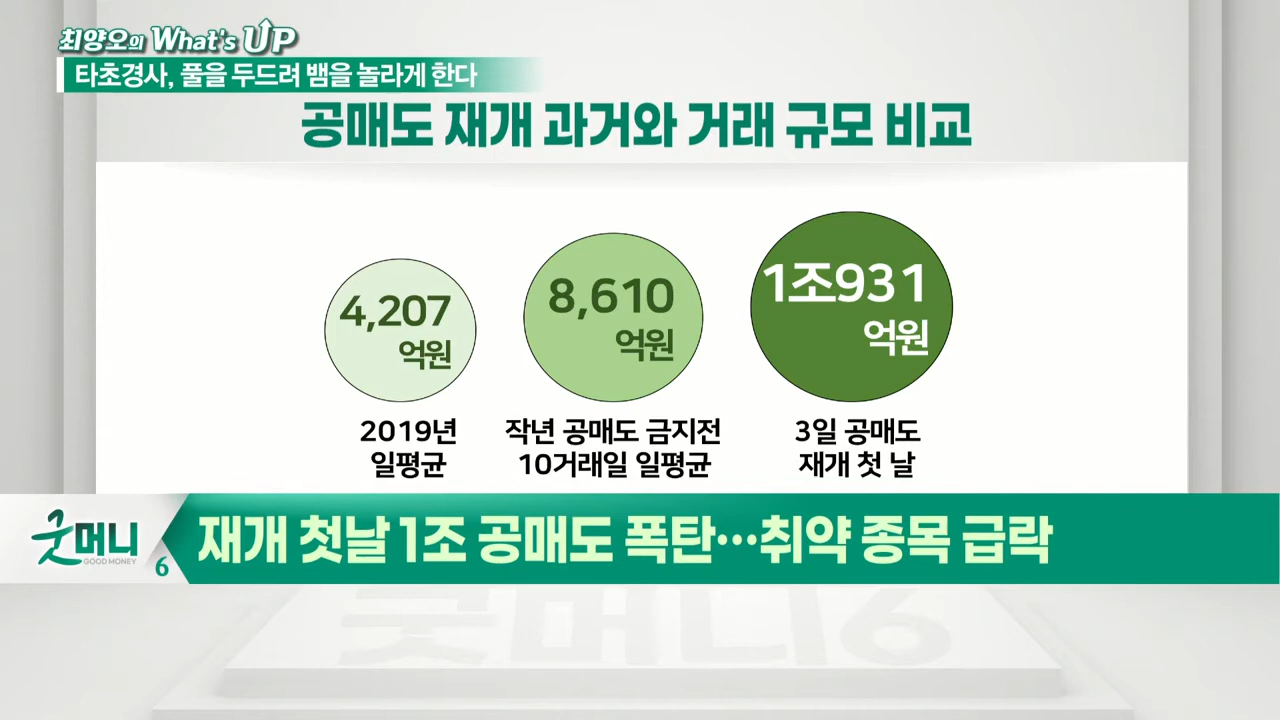 최양오의 What's UP
타초경사, 풀을 두드려 뱀을 놀라게 한다
공매도 재개 과거와 거래 규모 비교
4,207
억원
8,610
억원
1조931
억원
2019년
일평균
작년 공매도 금지전
10거래일 일평균
3일 공매도
재개 첫 날
굿머니
GOOD MONEY
6
재개 첫날 1조 공매도 폭탄…취약 종목 급락
굿머니6